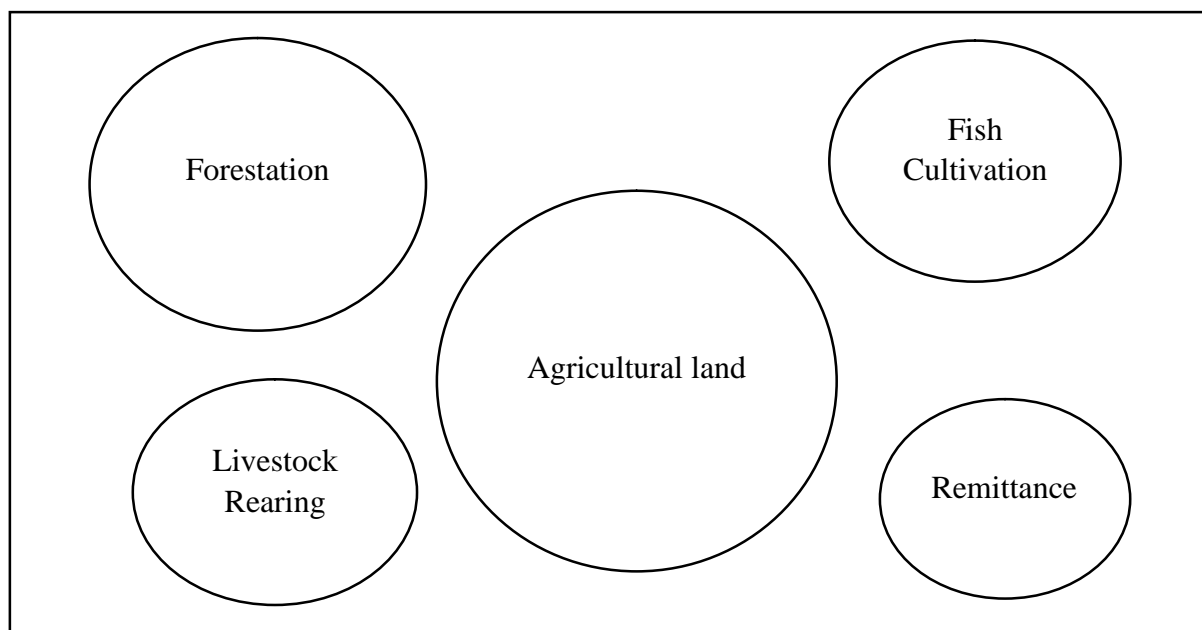 Forestation
Fish
Cultivation
Agricultural land
Livestock
Rearing
Remittance